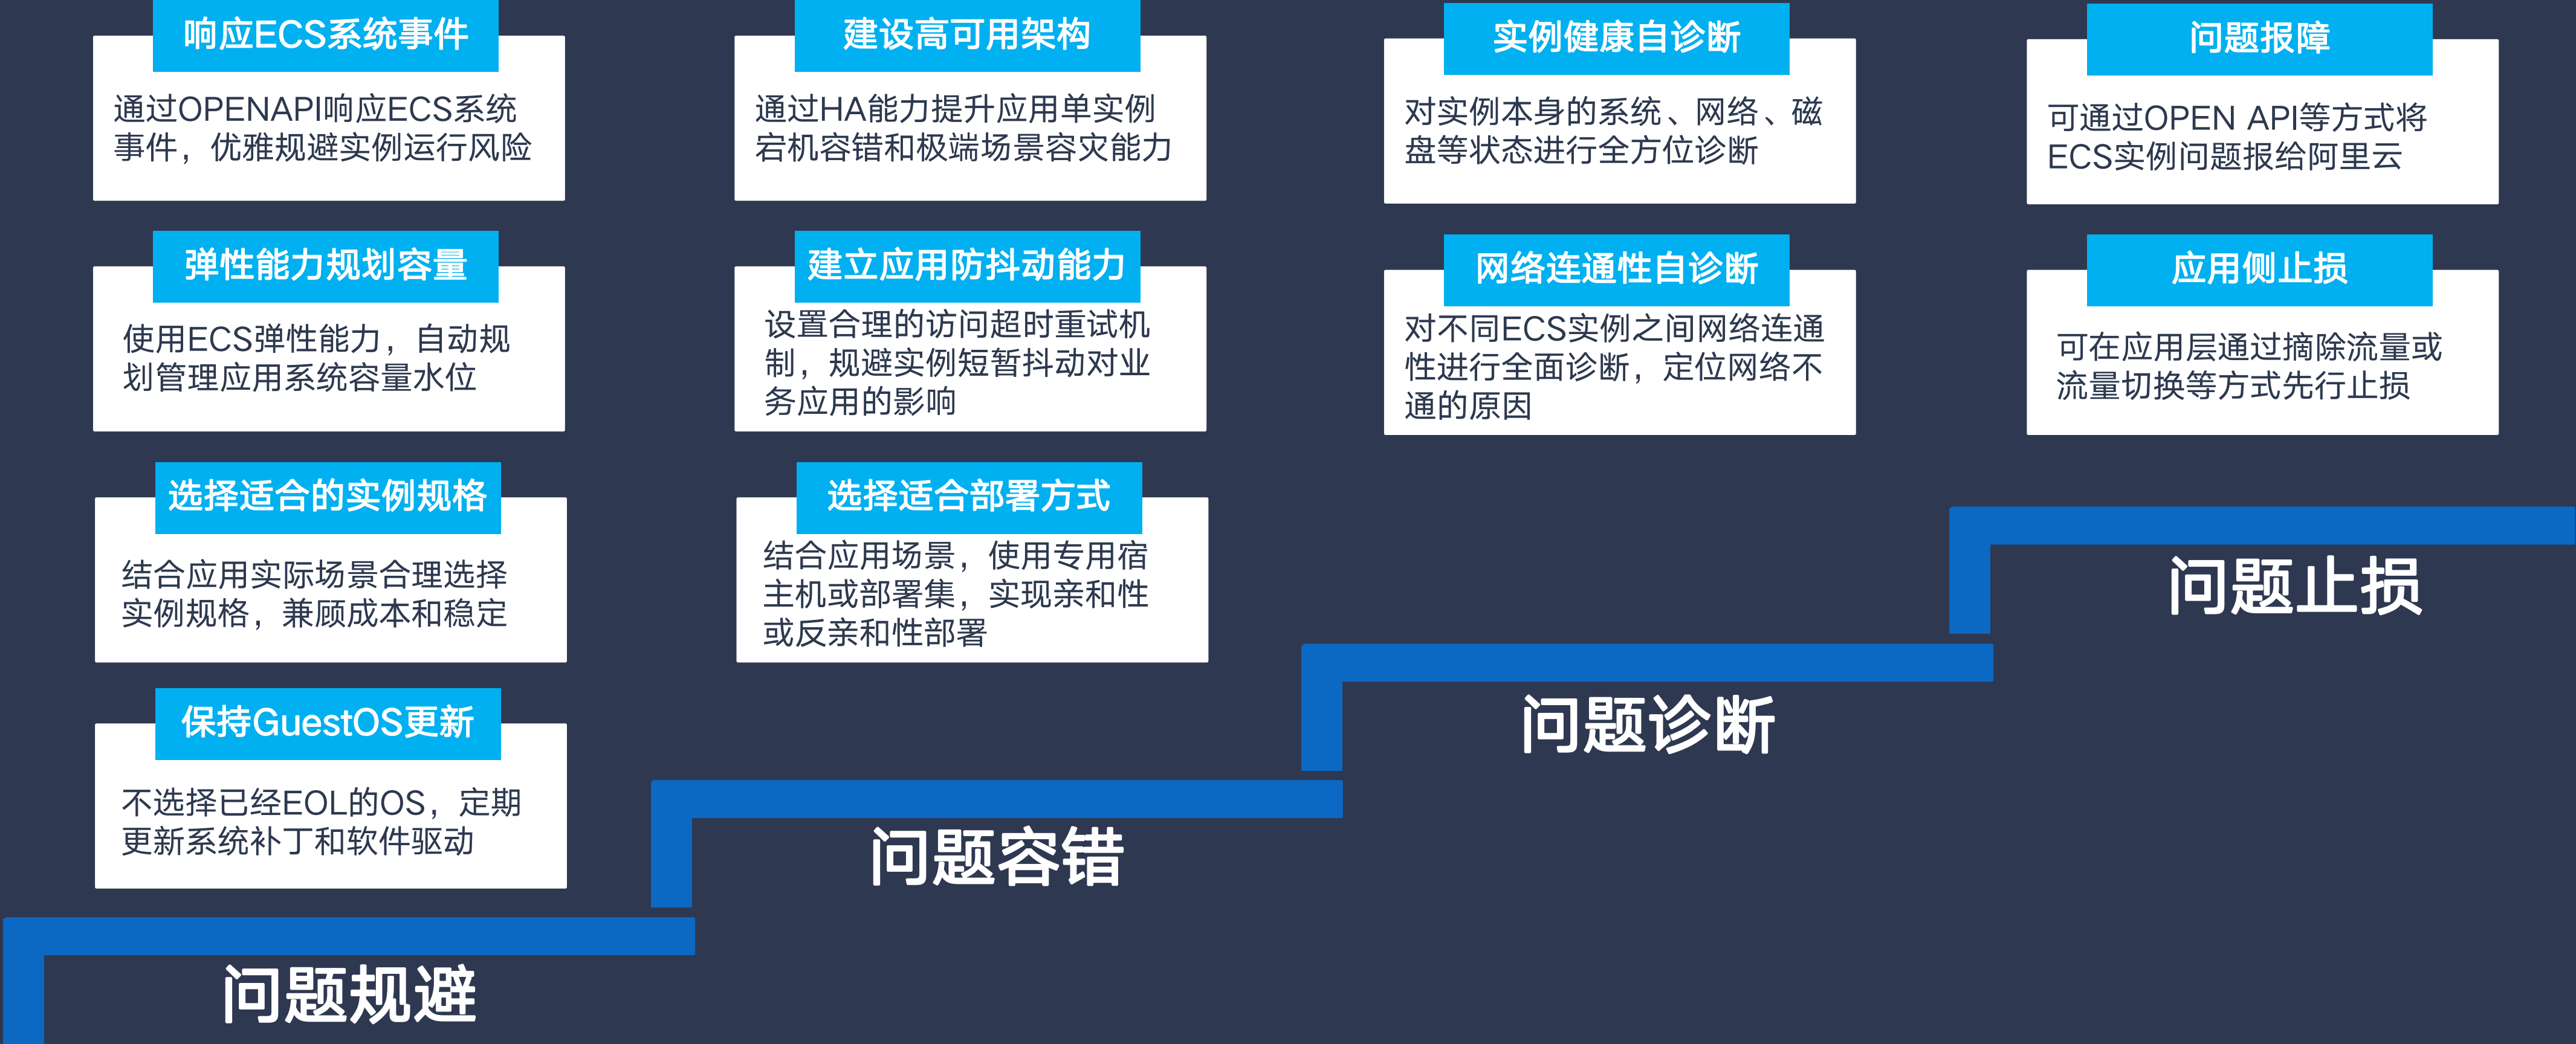 响应ECS系统事件
通过OPENAPI响应ECS系统
事件，优雅规避实例运行风险
弹性能力规划容量
使用ECS弹性能力，自动规
划管理应用系统容量水位
选择适合的实例规格
结合应用实际场景合理选择
实例规格，兼顾成本和稳定
保持GuestOS更新
不选择已经EOL的OS，定期
更新系统补丁和软件驱动
问题规避
建设高可用架构
通过HA能力提升应用单实例
宕机容错和极端场景容灾能力
建立应用防抖动能力
设置合理的访问超时重试机
制，规避实例短暂抖动对业
务应用的影响
选择适合部署方式
结合应用场景，使用专用宿
主机或部署集，实现亲和性
或反亲和性部署
问题容错
实例健康自诊断
对实例本身的系统、网络、磁
盘等状态进行全方位诊断
网络连通性自诊断
对不同ECS实例之间网络连通
性进行全面诊断，定位网络不
通的原因
问题诊断
问题报障
可通过OPEN API等方式将
ECS实例问题报给阿里云
应用侧止损
可在应用层通过摘除流量或
流量切换等方式先行止损
问题止损